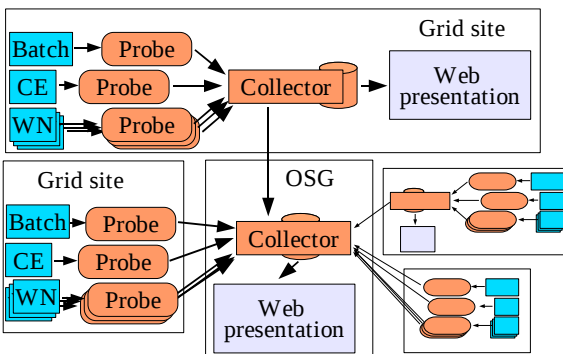 Grid site
Batch
Probe
CE
Probe
Collector
Web
presentation
WN
Probe
Grid site
OSG
Batch
Probe
Collector
CE
Probe
WN
Probe
Web
presentation